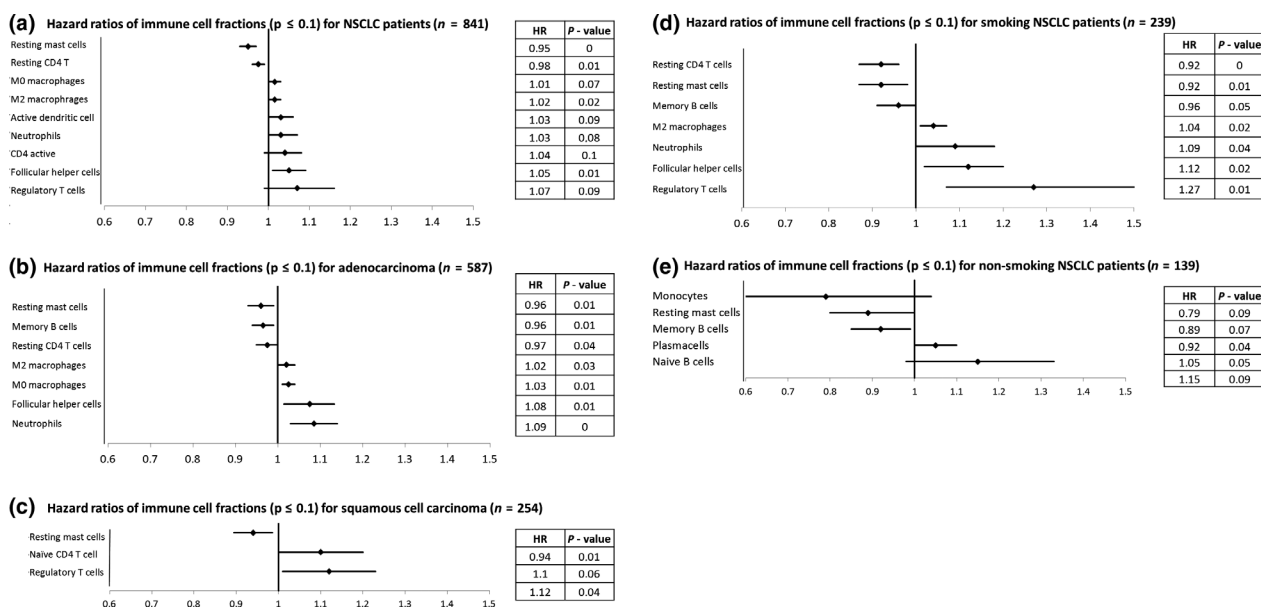 (a) Hazard ratios of immune cell fractions (p ≤ 0.1) for NSCLC patients (n = 841)
HR P - value
Resting mast cells 0.95 0
Resting CD4 T 0.98 0.01
M0 macrophages 1.01 0.07
M2 macrophrages 1.02 0.02
Active dendritic cell 1.03 0.09
Neutrophils 1.03 0.08
CD4 active 1.04 0.1
Follicular helper cells 1.05 0.01
Regulatory T cells 1.07 0.09
0.6 0.7 0.8 0.9 1 1.1 1.2 1.3 1.4 1.5
(b) Hazard ratios of immune cell fractions (p ≤ 0.1) for adenocarcinoma (n = 587)
HR P - value
Resting mast cells 0.96 0.01
Memory B cells 0.96 0.01
Resting CD4 T cells 0.97 0.04
M2 macrophages 1.02 0.03
M0 macrophages 1.03 0.01
Follicular helper cells 1.08 0.01
Neutrophils 1.09 0
0.6 0.7 0.8 0.9 1 1.1 1.2 1.3 1.4 1.5
(c) Hazard ratios of immune cell fractions (p ≤ 0.1) for squamous cell carcinoma (n = 254)
HR P - value
Resting mast cells 0.94 0.01
Naïve CD4 T cell 1.1 0.06
Regulatory T cells 1.12 0.04
0.6 0.7 0.8 0.9 1 1.1 1.2 1.3 1.4 1.5
(d) Hazard ratios of immune cell fractions (p ≤ 0.1) for smoking NSCLC patients (n = 239)
HR P - value
Resting CD4 T cells 0.92 0
Resting mast cells 0.92 0.01
Memory B cells 0.96 0.05
M2 macrophages 1.04 0.02
Neutrophils 1.09 0.04
Follicular helper cells 1.12 0.02
Regulatory T cells 1.27 0.01
0.6 0.7 0.8 0.9 1 1.1 1.2 1.3 1.4 1.5
(e) Hazard ratios of immune cell fractions (p ≤ 0.1) for non-smoking NSCLC patients (n = 139)
HR P - value
Monocytes 0.79 0.09
Resting mast cells 0.89 0.07
Memory B cells 0.92 0.04
Plasmacells 1.05 0.05
Naive B cells 1.15 0.09
0.6 0.7 0.8 0.9 1 1.1 1.2 1.3 1.4 1.5